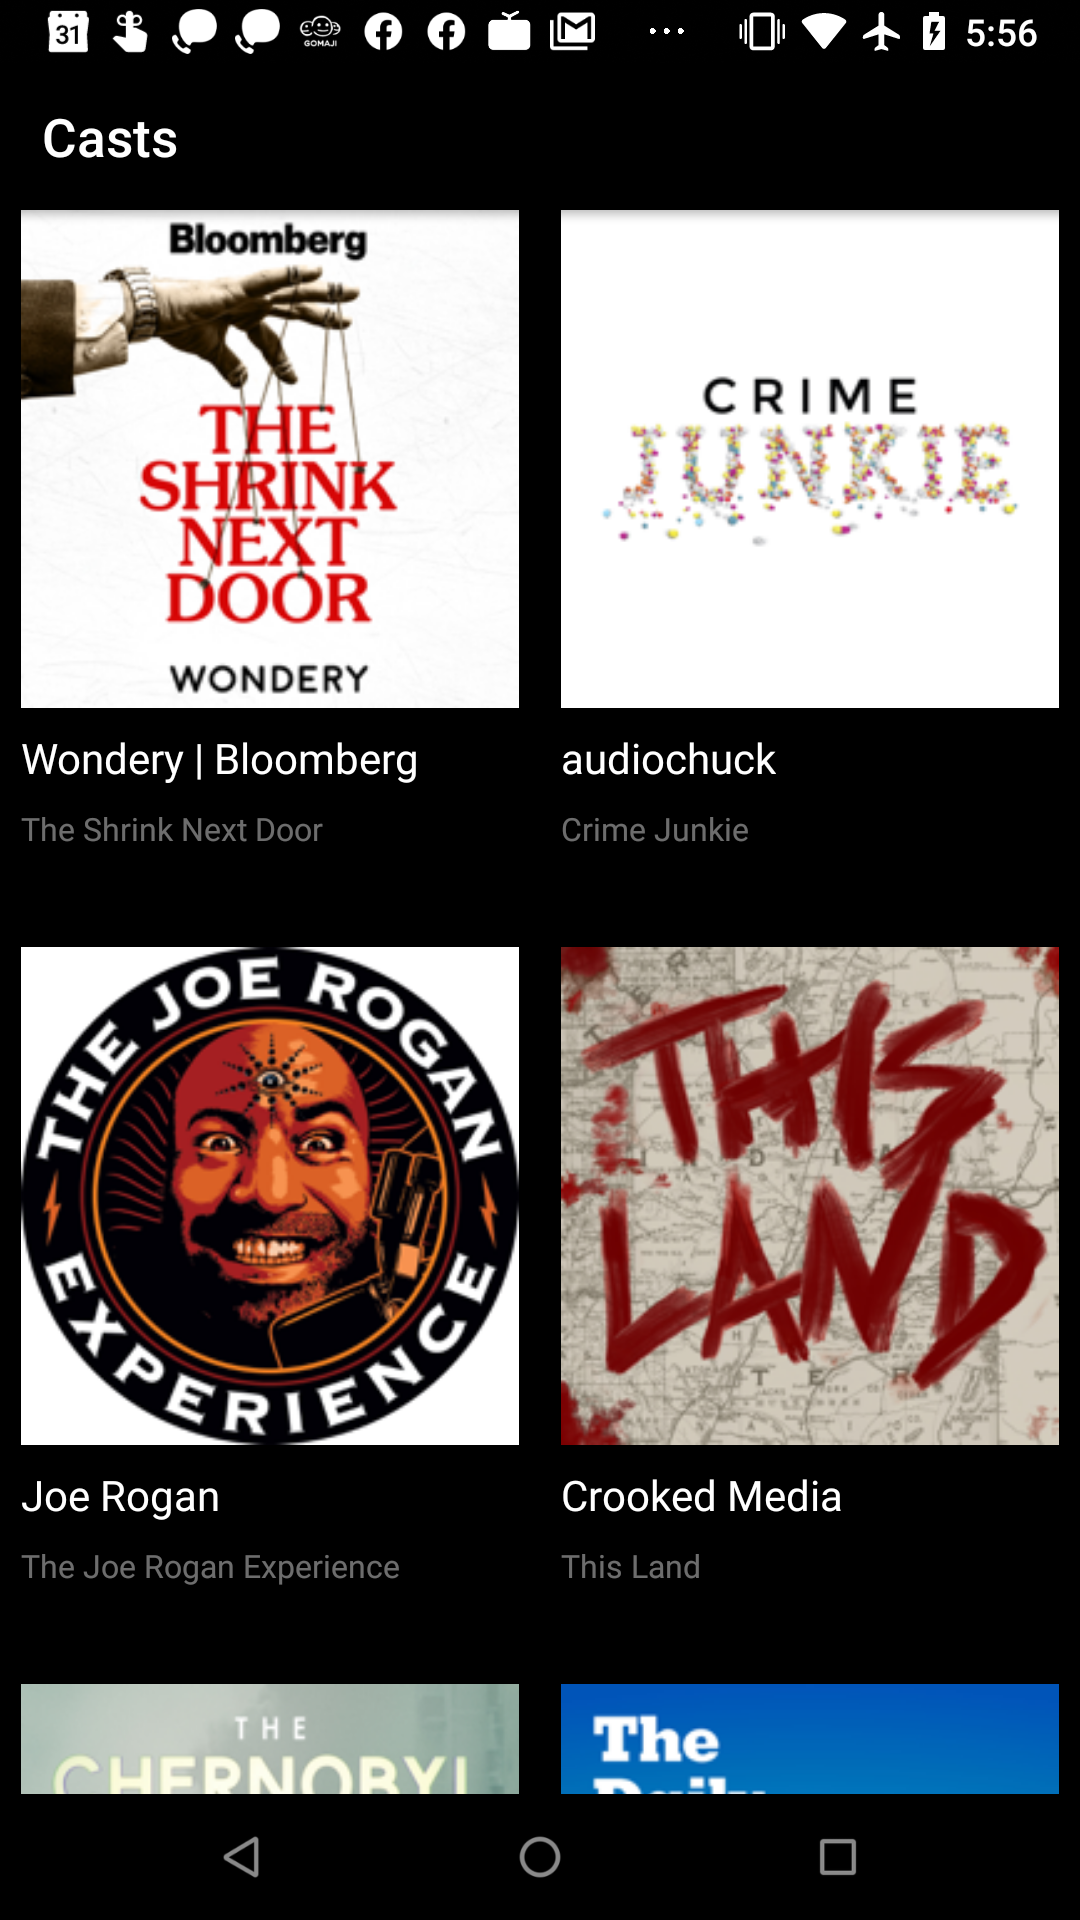 31
GOMAJI
5:56
Casts
Bloomberg
THE
SHRINK
NEXT
DOOR
WONDERY
CRIME
JUNKIE
Wondery | Bloomberg
audiochuck
The Shrink Next Door
Crime Junkie
THE JOE ROGAN
EXPERIENCE
THIS
LAND
Joe Rogan
Crooked Media
The Joe Rogan Experience
This Land
THE
CHERNOBYL
The
Daily